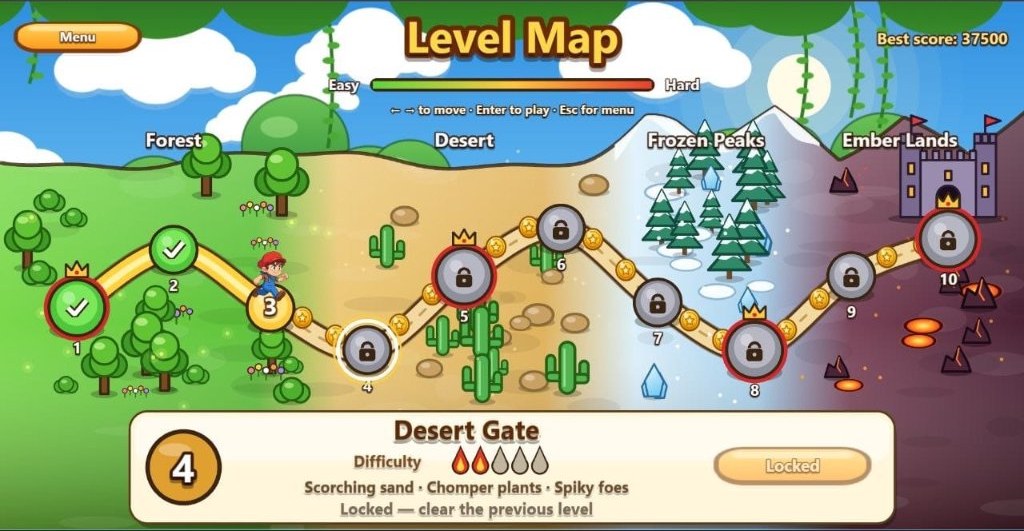 Menu
Level Map
Best score: 37500
Easy
Hard
← → to move · Enter to play · Esc for menu
Forest
Desert
Frozen Peaks
Ember Lands
1
2
3
4
5
6
7
8
9
10
4
Desert Gate
Difficulty
Scorching sand · Chomper plants · Spiky foes
Locked — clear the previous level
Locked